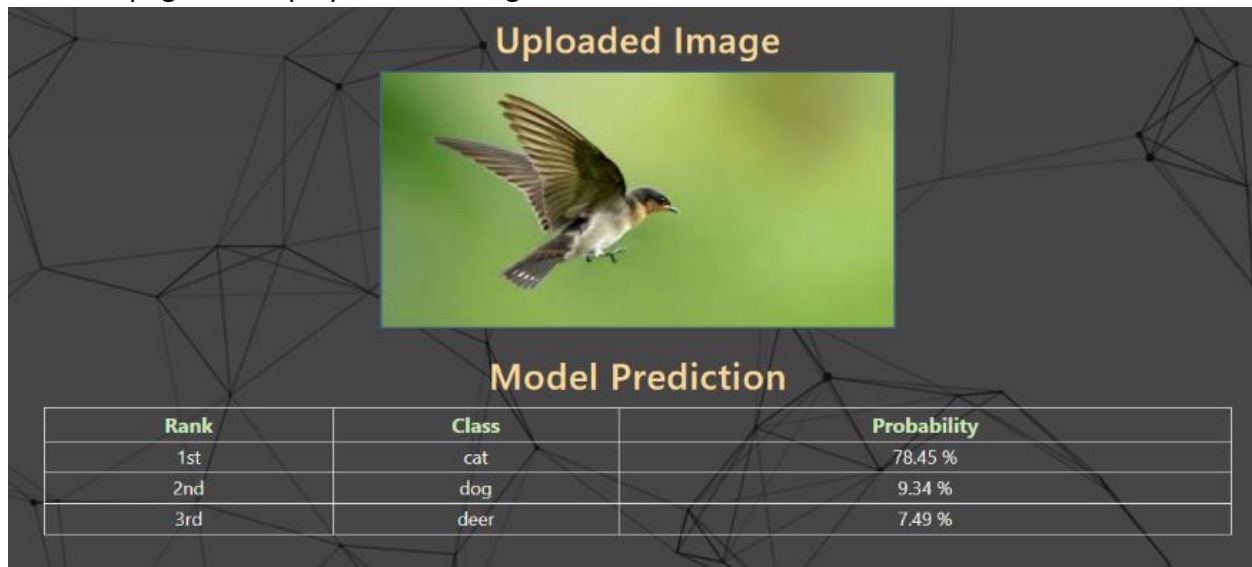 Uploaded Image
Model Prediction
Rank Class Probability
1st cat 78.45 %
2nd dog 9.34 %
3rd deer 7.49 %